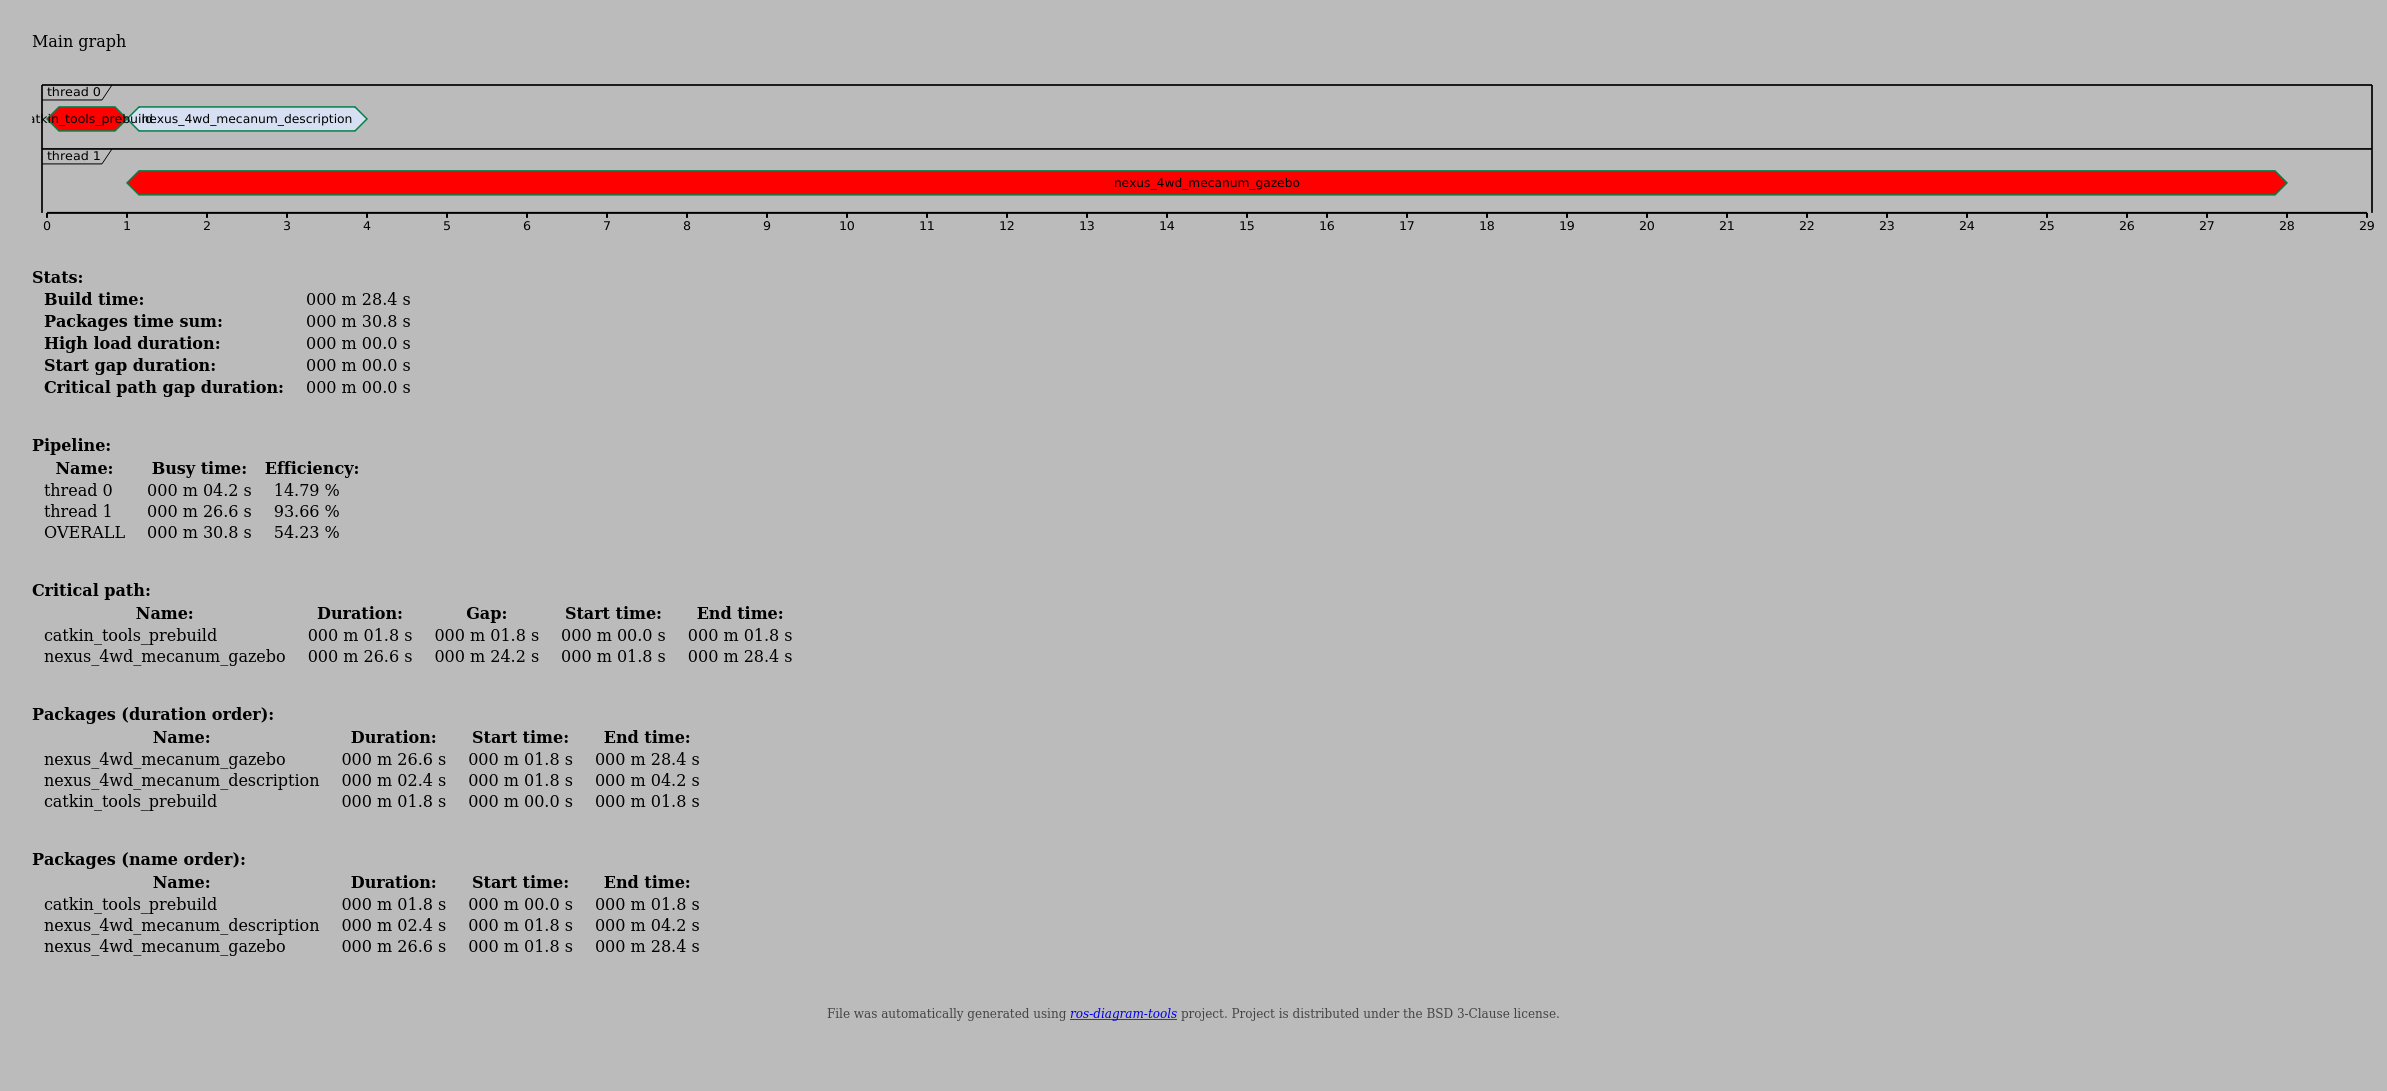 Main graph
thread 0
atkin_tools_prebuild nexus_4wd_mecanum_description
thread 1
nexus_4wd_mecanum_gazebo
0 1 2 3 4 5 6 7 8 9 10 11 12 13 14 15 16 17 18 19 20 21 22 23 24 25 26 27 28 29
Stats:
Build time: 000 m 28.4 s
Packages time sum: 000 m 30.8 s
High load duration: 000 m 00.0 s
Start gap duration: 000 m 00.0 s
Critical path gap duration: 000 m 00.0 s
Pipeline:
Name: Busy time: Efficiency:
thread 0 000 m 04.2 s 14.79 %
thread 1 000 m 26.6 s 93.66 %
OVERALL 000 m 30.8 s 54.23 %
Critical path:
Name: Duration: Gap: Start time: End time:
catkin_tools_prebuild 000 m 01.8 s 000 m 01.8 s 000 m 00.0 s 000 m 01.8 s
nexus_4wd_mecanum_gazebo 000 m 26.6 s 000 m 24.2 s 000 m 01.8 s 000 m 28.4 s
Packages (duration order):
Name: Duration: Start time: End time:
nexus_4wd_mecanum_gazebo 000 m 26.6 s 000 m 01.8 s 000 m 28.4 s
nexus_4wd_mecanum_description 000 m 02.4 s 000 m 01.8 s 000 m 04.2 s
catkin_tools_prebuild 000 m 01.8 s 000 m 00.0 s 000 m 01.8 s
Packages (name order):
Name: Duration: Start time: End time:
catkin_tools_prebuild 000 m 01.8 s 000 m 00.0 s 000 m 01.8 s
nexus_4wd_mecanum_description 000 m 02.4 s 000 m 01.8 s 000 m 04.2 s
nexus_4wd_mecanum_gazebo 000 m 26.6 s 000 m 01.8 s 000 m 28.4 s
File was automatically generated using ros-diagram-tools project. Project is distributed under the BSD 3-Clause license.